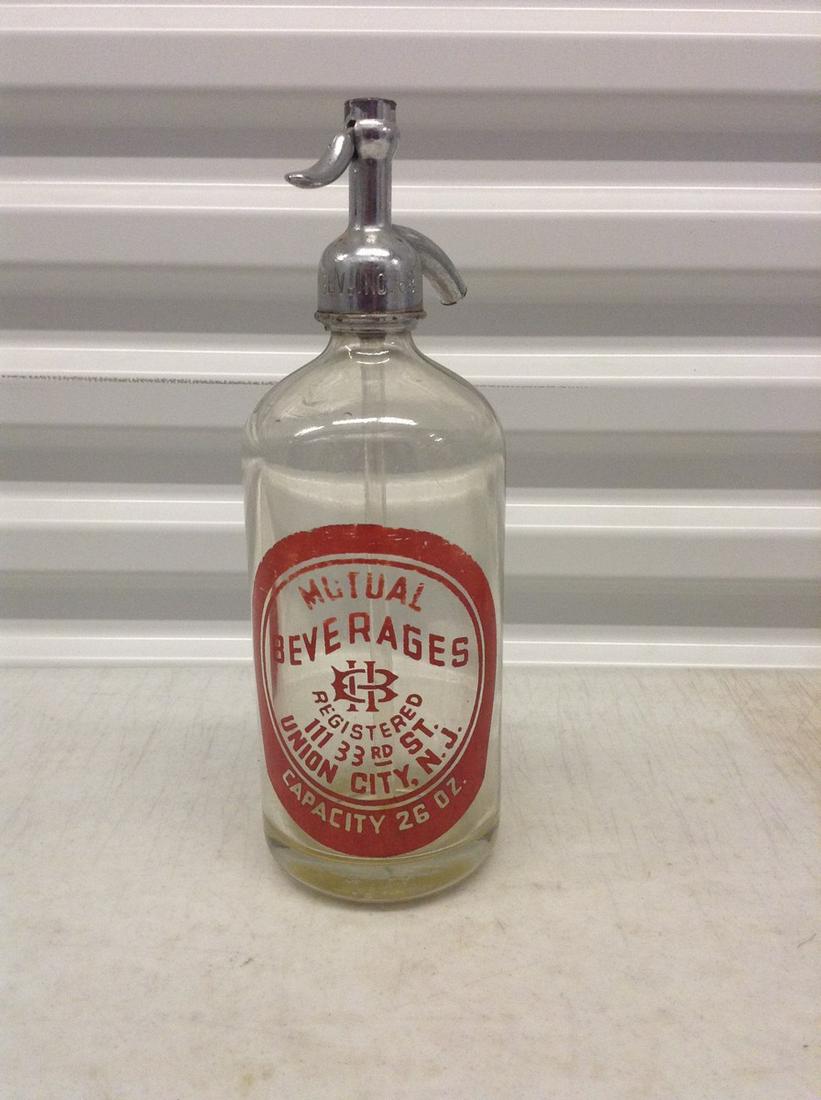 MUTUAL
BEVERAGES
REGISTERED
111 33RD ST.
UNION CITY, N.J.
CAPACITY 26 OZ.